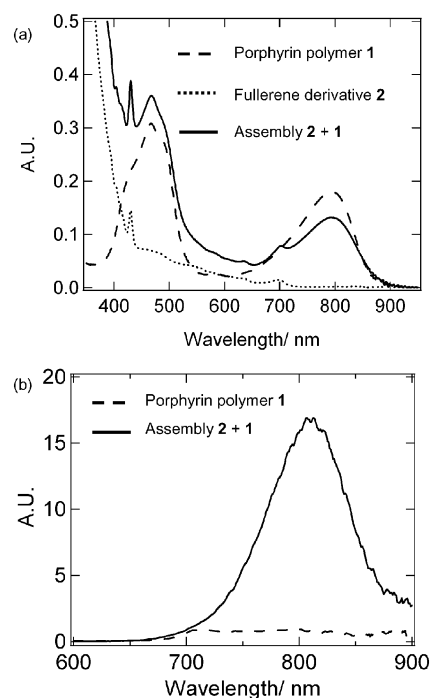 (a)
0.5
0.4
0.3
0.2
0.1
0.0
A.U.
Porphyrin polymer 1
Fullerene derivative 2
Assembly 2 + 1
400 500 600 700 800 900
Wavelength/ nm
(b)
20
15
10
5
0
A.U.
Porphyrin polymer 1
Assembly 2 + 1
600 700 800 900
Wavelength/ nm